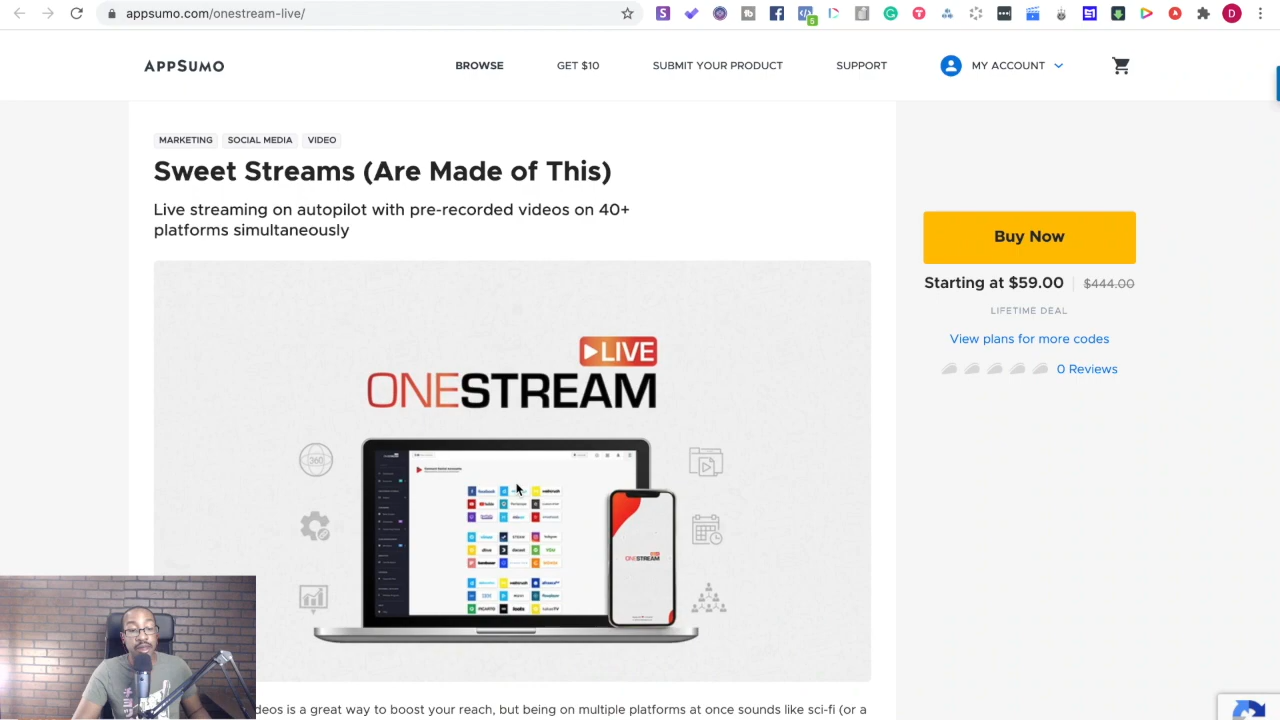 appsumo.com/onestream-live/
5
D
APPSUMO
BROWSE
GET $10
SUBMIT YOUR PRODUCT
SUPPORT
MY ACCOUNT
MARKETING
SOCIAL MEDIA
VIDEO
Sweet Streams (Are Made of This)
Live streaming on autopilot with pre-recorded videos on 40+
platforms simultaneously
Buy Now
Starting at $59.00
$444.00
LIFETIME DEAL
View plans for more codes
0 Reviews
LIVE
ONESTREAM
360
ONESTREAM
deos is a great way to boost your reach, but being on multiple platforms at once sounds like sci-fi (or a